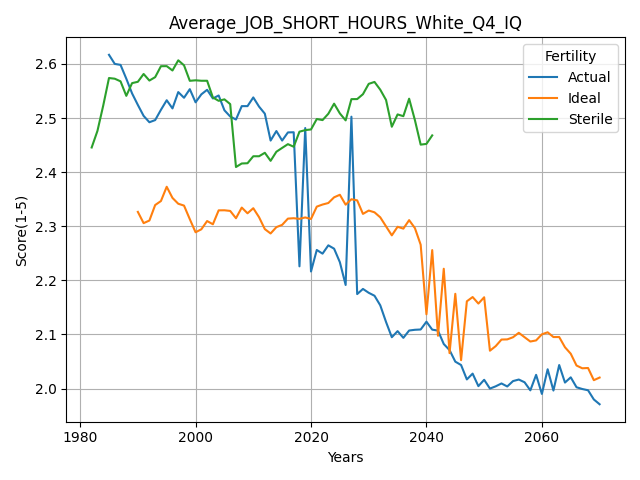 Average_JOB_SHORT_HOURS_White_Q4_IQ
Fertility
Actual
Ideal
Sterile
Score(1-5)
2.6
2.5
2.4
2.3
2.2
2.1
2.0
1980
2000
2020
2040
2060
Years